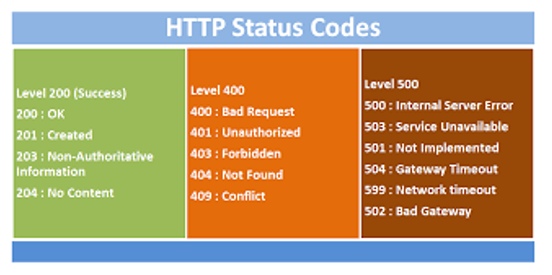 HTTP Status Codes
Level 200 (Success)
200 : OK
201 : Created
203 : Non-Authoritative
Information
204 : No Content
Level 400
400 : Bad Request
401 : Unauthorized
403 : Forbidden
404 : Not Found
409 : Conflict
Level 500
500 : Internal Server Error
503 : Service Unavailable
501 : Not Implemented
504 : Gateway Timeout
599 : Network timeout
502 : Bad Gateway